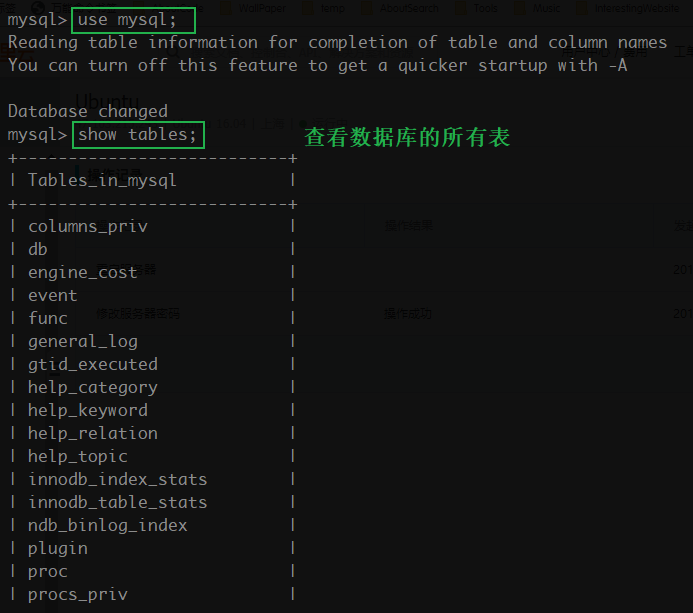 mysql> use mysql;
Reading table information for completion of table and column names
You can turn off this feature to get a quicker startup with -A
Database changed
mysql> show tables; 查看数据库的所有表
+---------------------------+
| Tables_in_mysql |
+---------------------------+
| columns_priv |
| db |
| engine_cost |
| event |
| func |
| general_log |
| gtid_executed |
| help_category |
| help_keyword |
| help_relation |
| help_topic |
| innodb_index_stats |
| innodb_table_stats |
| ndb_binlog_index |
| plugin |
| proc |
| procs_priv |